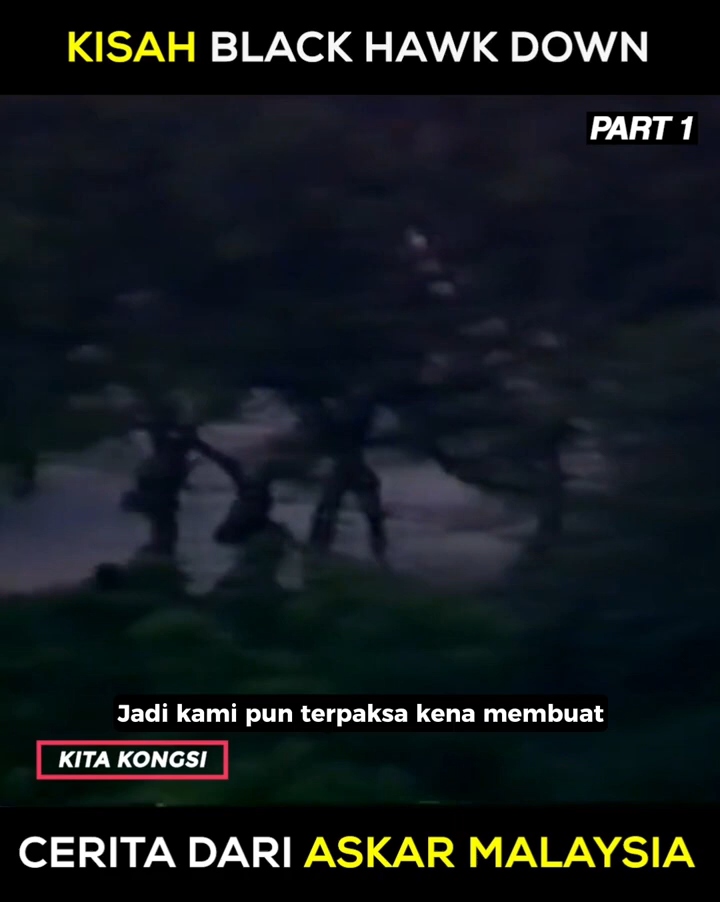 KISAH BLACK HAWK DOWN
PART 1
Jadi kami pun terpaksa kena membuat
KITA KONGSI
CERITA DARI ASKAR MALAYSIA